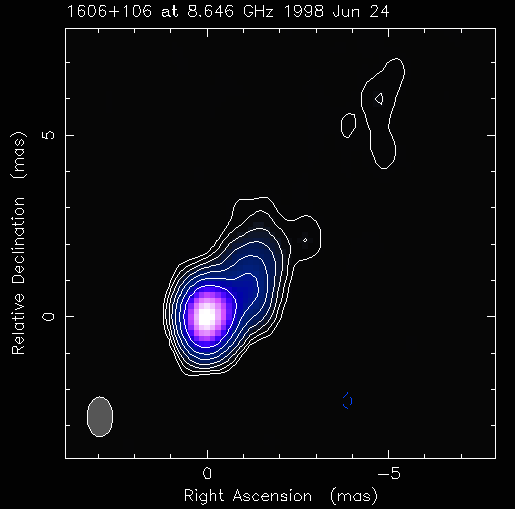 1606+106 at 8.646 GHz 1998 Jun 24
Relative Declination (mas)
5
0
0
−5
Right Ascension (mas)